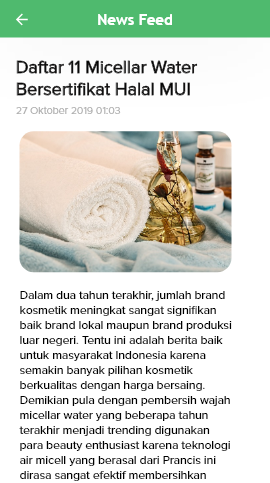 News Feed
Daftar 11 Micellar Water
Bersertifikat Halal MUI
27 Oktober 2019 01:03
Dalam dua tahun terakhir, jumlah brand
kosmetik meningkat sangat signifikan
baik brand lokal maupun brand produksi
luar negeri. Tentu ini adalah berita baik
untuk masyarakat Indonesia karena
semakin banyak pilihan kosmetik
berkualitas dengan harga bersaing.
Demikian pula dengan pembersih wajah
micellar water yang beberapa tahun
terakhir menjadi trending digunakan
para beauty enthusiast karena teknologi
air micell yang berasal dari Prancis ini
dirasa sangat efektif membersihkan